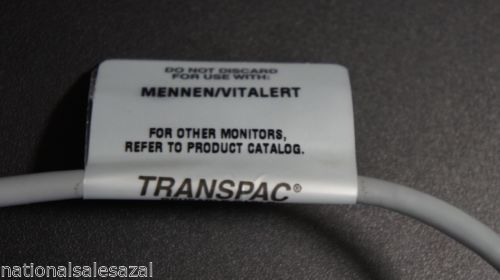 DO NOT DISCARD
FOR USE WITH:
MENNEN/VITALERT
FOR OTHER MONITORS,
REFER TO PRODUCT CATALOG.
TRANSPAC®
nationalsalesazal